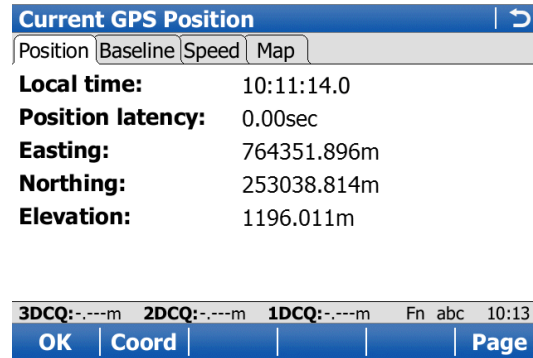 Current GPS Position
Position Baseline Speed Map
Local time: 10:11:14.0
Position latency: 0.00sec
Easting: 764351.896m
Northing: 253038.814m
Elevation: 1196.011m
3DCQ:-.---m 2DCQ:-.---m 1DCQ:-.---m Fn abc 10:13
OK Coord Page